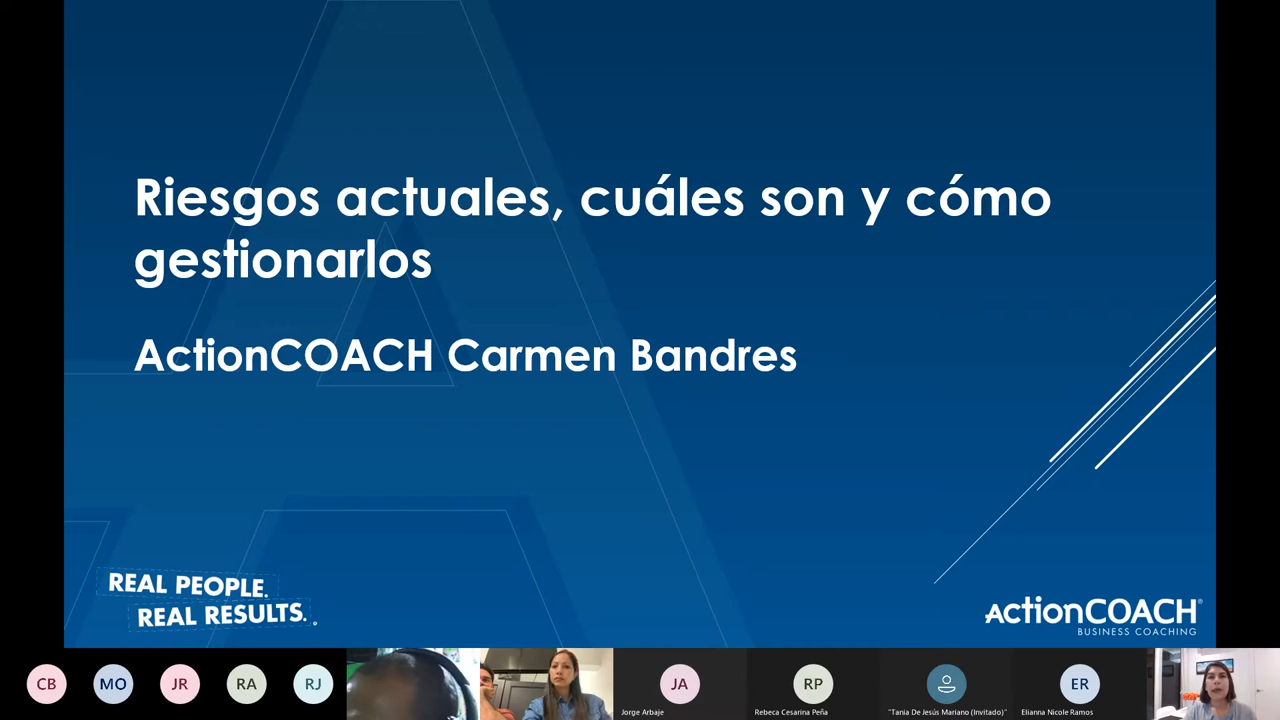 Riesgos actuales, cuáles son y cómo
gestionarlos
ActionCOACH Carmen Bandres
REAL PEOPLE.
REAL RESULTS.
ActionCOACH®
BUSINESS COACHING
CB
MO
JR
RA
RJ
JA
Jorge Arbaje
RP
Rebeca Cesarina Peña
"Tania De Jesús Mariano (Invitado)"
ER
Elianna Nicole Ramos